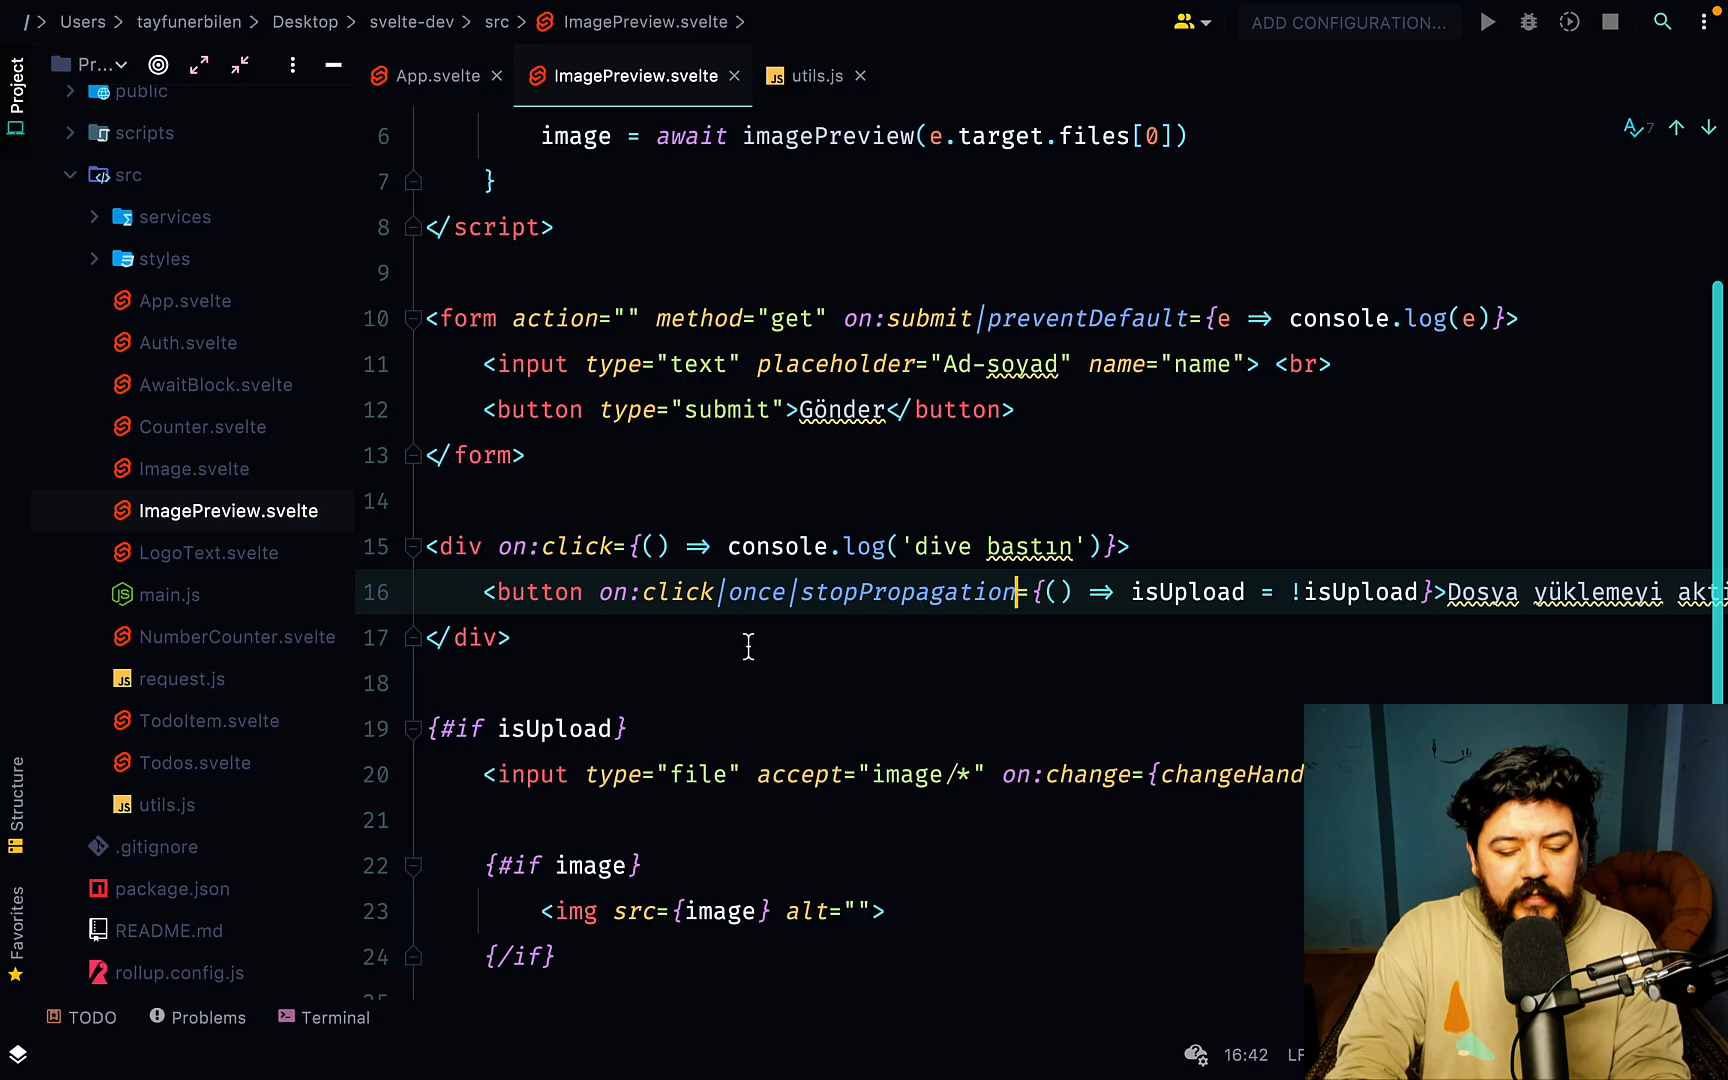 / Users tayfunerbilen Desktop svelte-dev src ImagePreview.svelte
ADD CONFIGURATION...
Project
Pr...
App.svelte ImagePreview.svelte utils.js
public
scripts
src
services
styles
App.svelte
Auth.svelte
AwaitBlock.svelte
Counter.svelte
Image.svelte
ImagePreview.svelte
LogoText.svelte
main.js
NumberCounter.svelte
request.js
TodoItem.svelte
Todos.svelte
utils.js
.gitignore
package.json
README.md
rollup.config.js
Structure
Favorites
7
6 image = await imagePreview(e.target.files[0])
7 }
8 </script>
9
10 <form action="" method="get" on:submit|preventDefault={e => console.log(e)}>
11 <input type="text" placeholder="Ad-soyad" name="name"> <br>
12 <button type="submit">Gönder</button>
13 </form>
14
15 <div on:click={() => console.log('dive bastın')}>
16 <button on:click|once|stopPropagation={() => isUpload = !isUpload}>Dosya yüklemeyi akti
17 </div>
18
19 {#if isUpload}
20 <input type="file" accept="image/*" on:change={changeHand
21
22 {#if image}
23 <img src={image} alt="">
24 {/if}
TODO Problems Terminal
16:42 LF